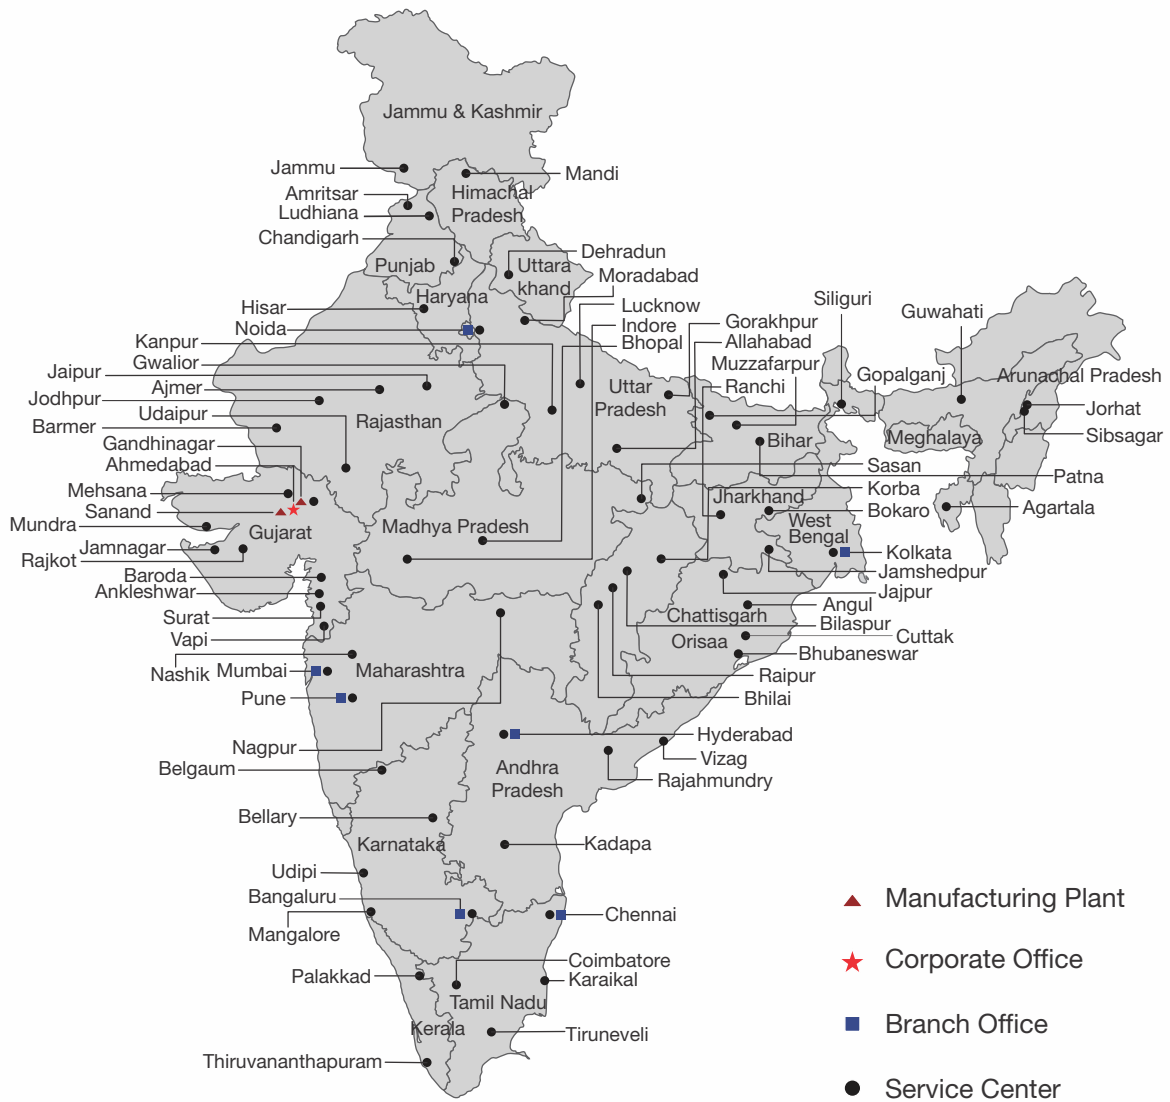 Jammu & Kashmir
Jammu
Mandi
Amritsar
Himachal
Pradesh
Ludhiana
Chandigarh
Dehradun
Punjab
Uttara
khand
Moradabad
Haryana
Hisar
Lucknow
Siliguri
Noida
Indore
Gorakhpur
Guwahati
Kanpur
Bhopal
Allahabad
Gwalior
Muzzafarpur
Jaipur
Gopalganj
Arunachal Pradesh
Ajmer
Uttar
Pradesh
Ranchi
Jodhpur
Jorhat
Udaipur
Rajasthan
Barmer
Sibsagar
Gandhinagar
Bihar
Meghalaya
Ahmedabad
Sasan
Patna
Mehsana
Korba
Jharkhand
Sanand
Bokaro
Agartala
Mundra
Madhya Pradesh
West
Bengal
Gujarat
Jamnagar
Kolkata
Rajkot
Jamshedpur
Baroda
Ankleshwar
Jajpur
Surat
Chattisgarh
Angul
Bilaspur
Vapi
Orisaa
Cuttak
Bhubaneswar
Nashik
Mumbai
Maharashtra
Raipur
Pune
Bhilai
Hyderabad
Nagpur
Vizag
Belgaum
Andhra
Pradesh
Rajahmundry
Bellary
Karnataka
Kadapa
Udipi
Bangaluru
Manufacturing Plant
Chennai
Mangalore
Coimbatore
Corporate Office
Palakkad
Karaikal
Tamil Nadu
Kerala
Branch Office
Tiruneveli
Thiruvananthapuram
Service Center